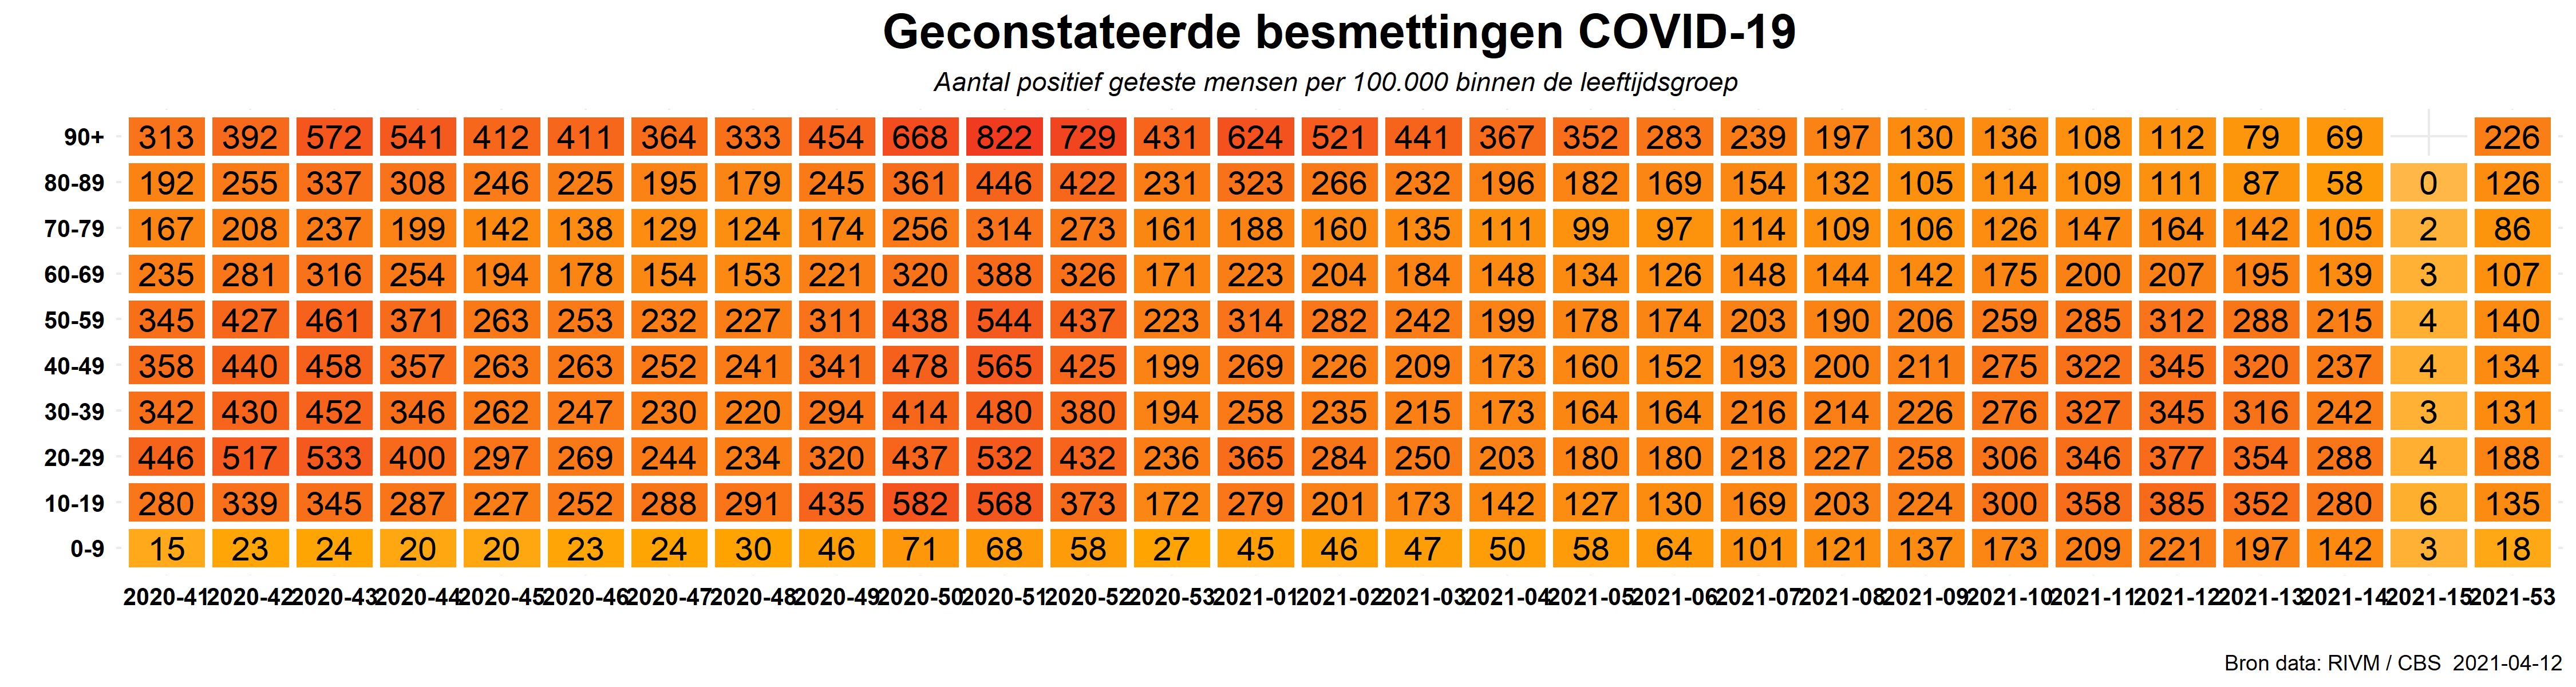 Geconstateerde besmettingen COVID-19
Aantal positief geteste mensen per 100.000 binnen de leeftijdsgroep
90+ 313 392 572 541 412 411 364 333 454 668 822 729 431 624 521 441 367 352 283 239 197 130 136 108 112 79 69 226
80-89 192 255 337 308 246 225 195 179 245 361 446 422 231 323 266 232 196 182 169 154 132 105 114 109 111 87 58 0 126
70-79 167 208 237 199 142 138 129 124 174 256 314 273 161 188 160 135 111 99 97 114 109 106 126 147 164 142 105 2 86
60-69 235 281 316 254 194 178 154 153 221 320 388 326 171 223 204 184 148 134 126 148 144 142 175 200 207 195 139 3 107
50-59 345 427 461 371 263 253 232 227 311 438 544 437 223 314 282 242 199 178 174 203 190 206 259 285 312 288 215 4 140
40-49 358 440 458 357 263 263 252 241 341 478 565 425 199 269 226 209 173 160 152 193 200 211 275 322 345 320 237 4 134
30-39 342 430 452 346 262 247 230 220 294 414 480 380 194 258 235 215 173 164 164 216 214 226 276 327 345 316 242 3 131
20-29 446 517 533 400 297 269 244 234 320 437 532 432 236 365 284 250 203 180 180 218 227 258 306 346 377 354 288 4 188
10-19 280 339 345 287 227 252 288 291 435 582 568 373 172 279 201 173 142 127 130 169 203 224 300 358 385 352 280 6 135
0-9 15 23 24 20 20 23 24 30 46 71 68 58 27 45 46 47 50 58 64 101 121 137 173 209 221 197 142 3 18
2020-41 2020-42 2020-43 2020-44 2020-45 2020-46 2020-47 2020-48 2020-49 2020-50 2020-51 2020-52 2020-53 2021-01 2021-02 2021-03 2021-04 2021-05 2021-06 2021-07 2021-08 2021-09 2021-10 2021-11 2021-12 2021-13 2021-14 2021-15 2021-53
Bron data: RIVM / CBS 2021-04-12